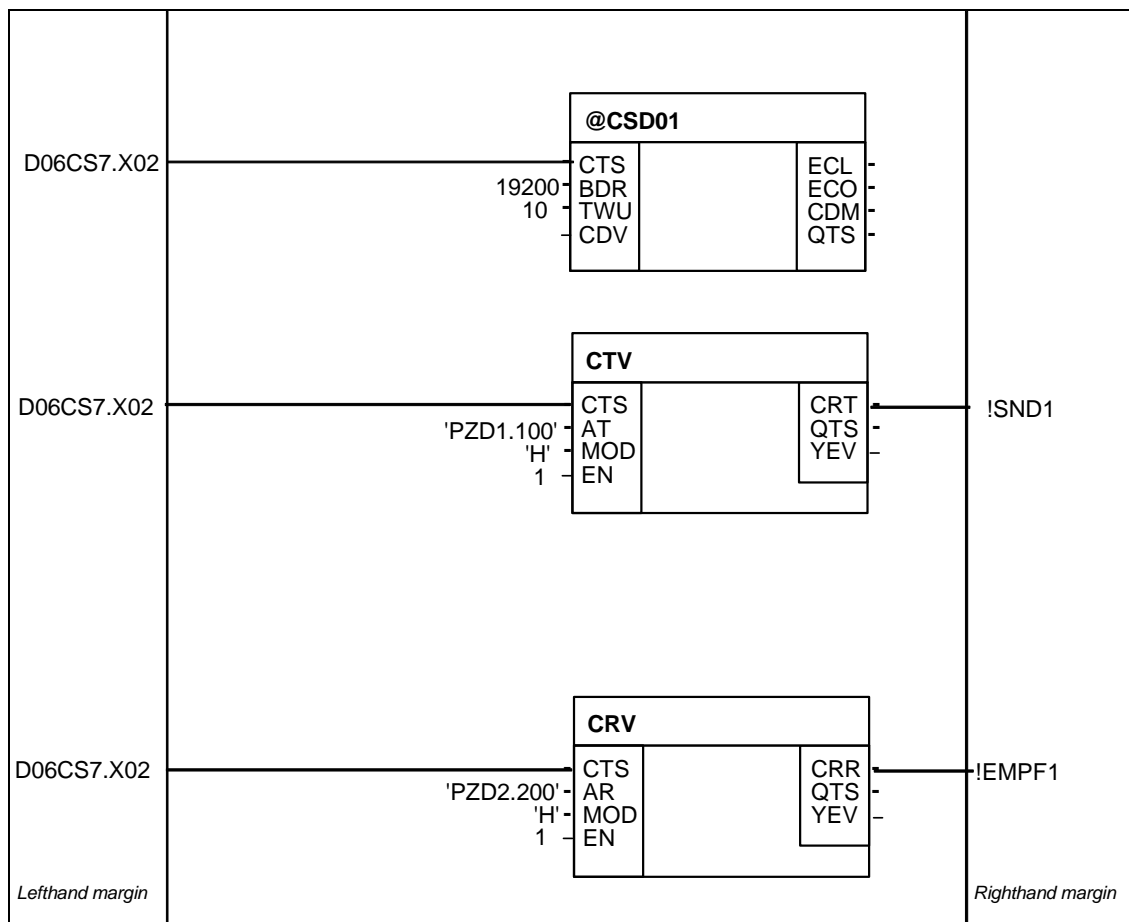 @CSD01
D06CS7.X02 CTS ECL
19200 BDR ECO
10 TWU CDM
CDV QTS
CTV
D06CS7.X02 CTS CRT !SND1
'PZD1.100' AT QTS
'H' MOD YEV
1 EN
CRV
D06CS7.X02 CTS CRR !EMPF1
'PZD2.200' AR QTS
'H' MOD YEV
1 EN
Lefthand margin Righthand margin